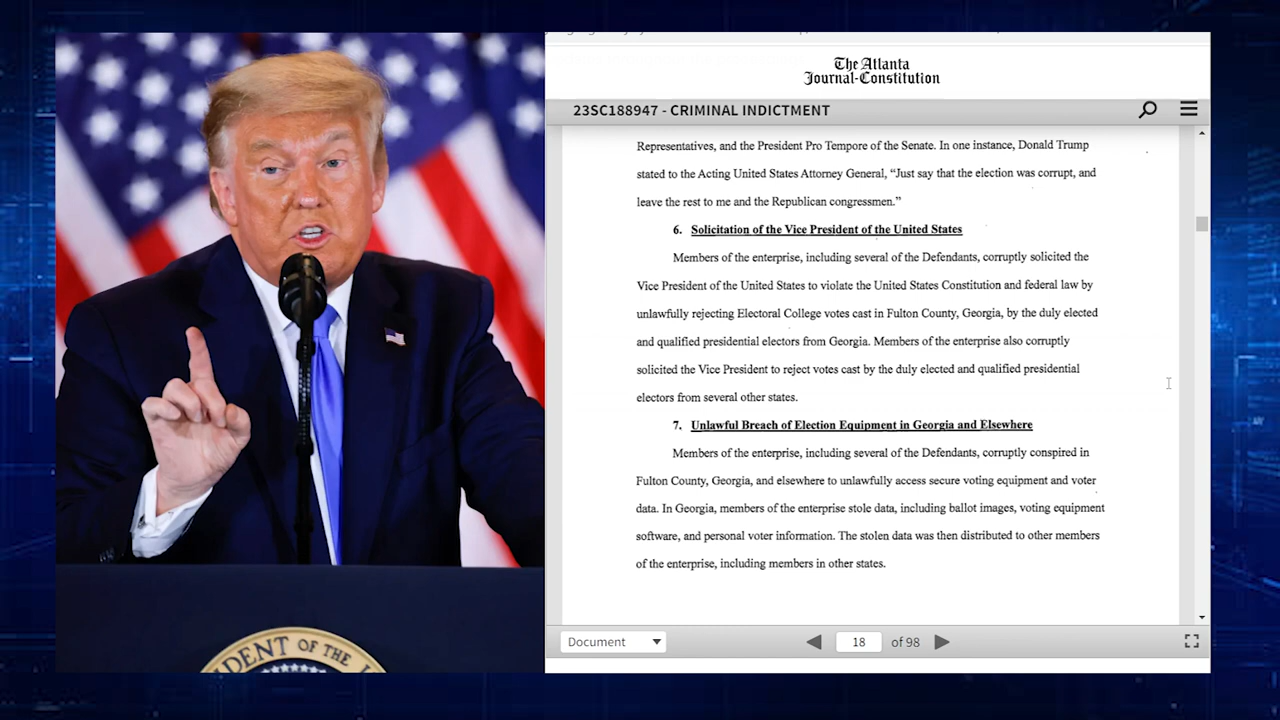 The Atlanta
Journal-Constitution
23SC188947 - CRIMINAL INDICTMENT
Representatives, and the President Pro Tempore of the Senate. In one instance, Donald Trump
stated to the Acting United States Attorney General, “Just say that the election was corrupt, and
leave the rest to me and the Republican congressmen.”
6. Solicitation of the Vice President of the United States
Members of the enterprise, including several of the Defendants, corruptly solicited the
Vice President of the United States to violate the United States Constitution and federal law by
unlawfully rejecting Electoral College votes cast in Fulton County, Georgia, by the duly elected
and qualified presidential electors from Georgia. Members of the enterprise also corruptly
solicited the Vice President to reject votes cast by the duly elected and qualified presidential
electors from several other states.
7. Unlawful Breach of Election Equipment in Georgia and Elsewhere
Members of the enterprise, including several of the Defendants, corruptly conspired in
Fulton County, Georgia, and elsewhere to unlawfully access secure voting equipment and voter
data. In Georgia, members of the enterprise stole data, including ballot images, voting equipment
software, and personal voter information. The stolen data was then distributed to other members
of the enterprise, including members in other states.
Document
18 of 98
OF THE